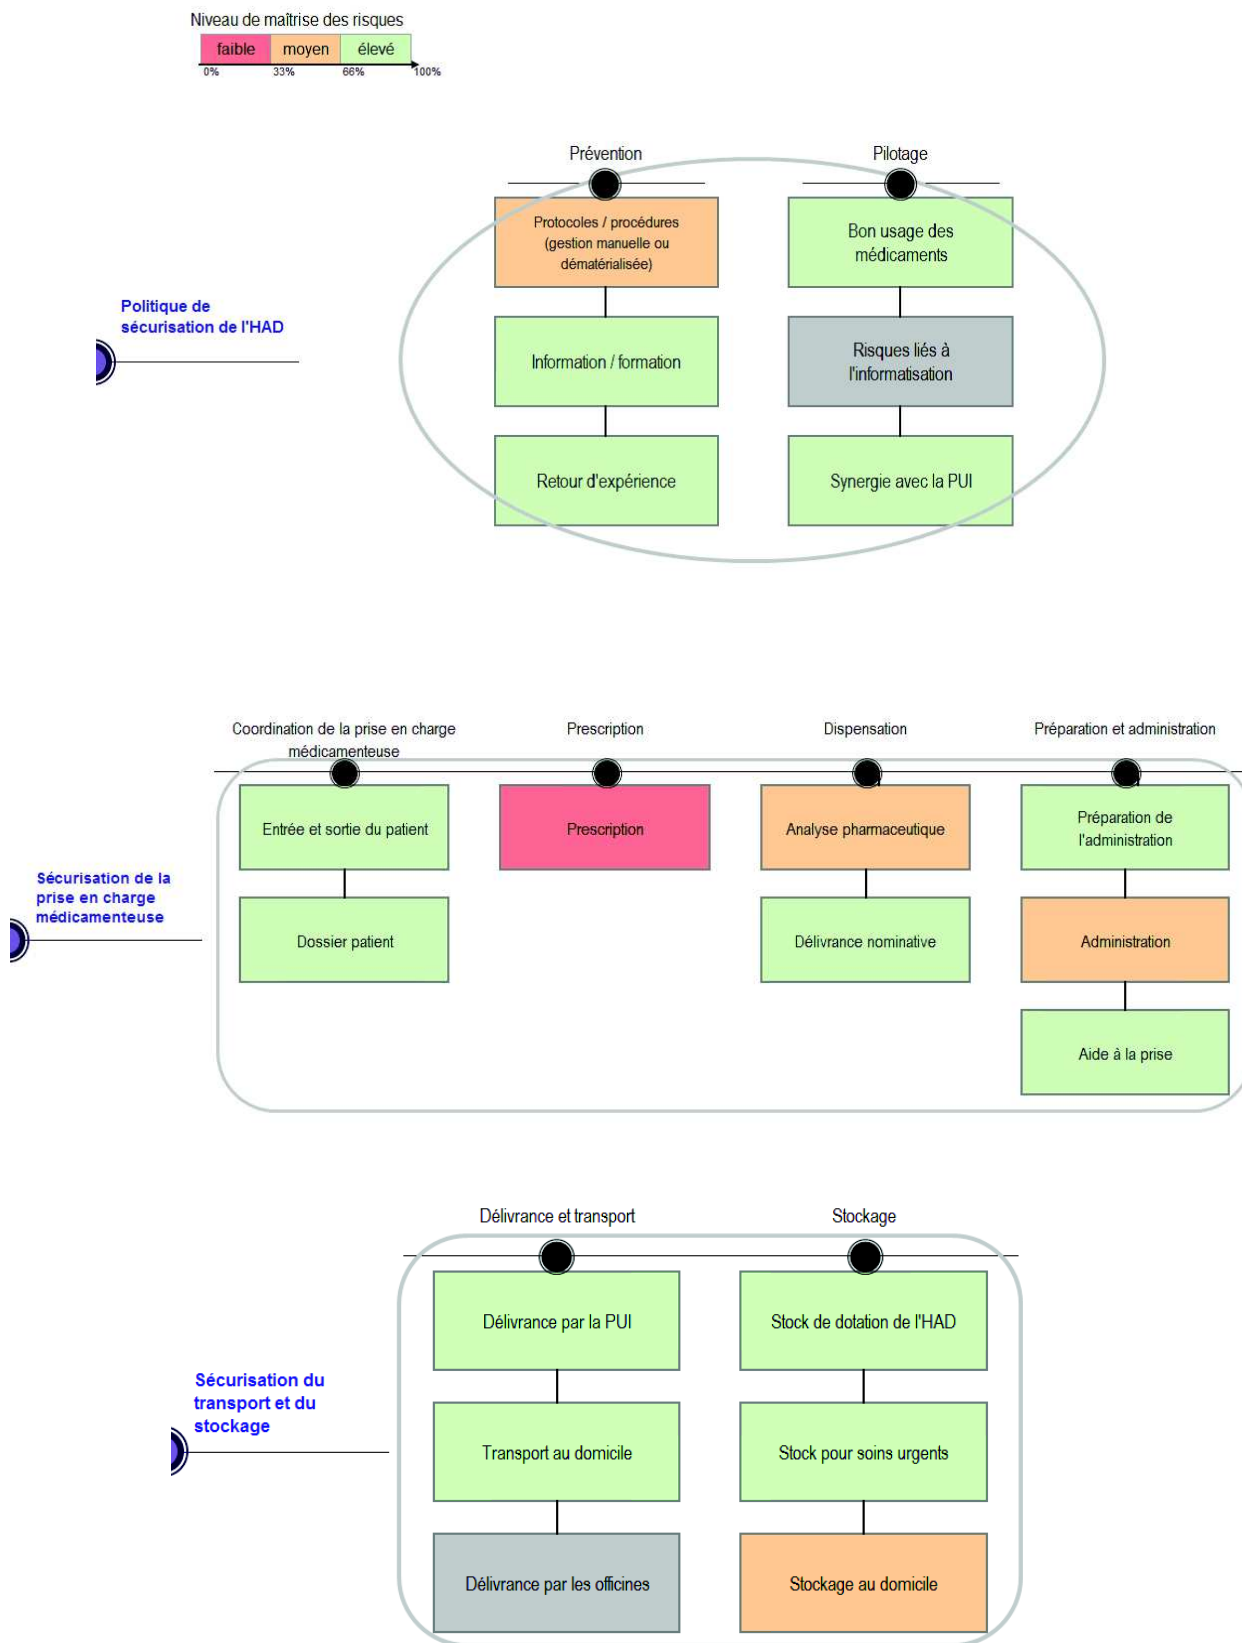 Niveau de maîtrise des risques
faible moyen élevé
0% 33% 66% 100%
Prévention
Pilotage
Protocoles / procédures
(gestion manuelle ou
dématérialisée)
Bon usage des
médicaments
Politique de
sécurisation de l'HAD
Information / formation
Risques liés à
l'informatisation
Retour d'expérience
Synergie avec la PUI
Coordination de la prise en charge
médicamenteuse
Prescription
Dispensation
Préparation et administration
Entrée et sortie du patient
Prescription
Analyse pharmaceutique
Préparation de
l'administration
Sécurisation de la
prise en charge
médicamenteuse
Dossier patient
Délivrance nominative
Administration
Aide à la prise
Délivrance et transport
Stockage
Délivrance par la PUI
Stock de dotation de l'HAD
Sécurisation du
transport et du
stockage
Transport au domicile
Stock pour soins urgents
Délivrance par les officines
Stockage au domicile